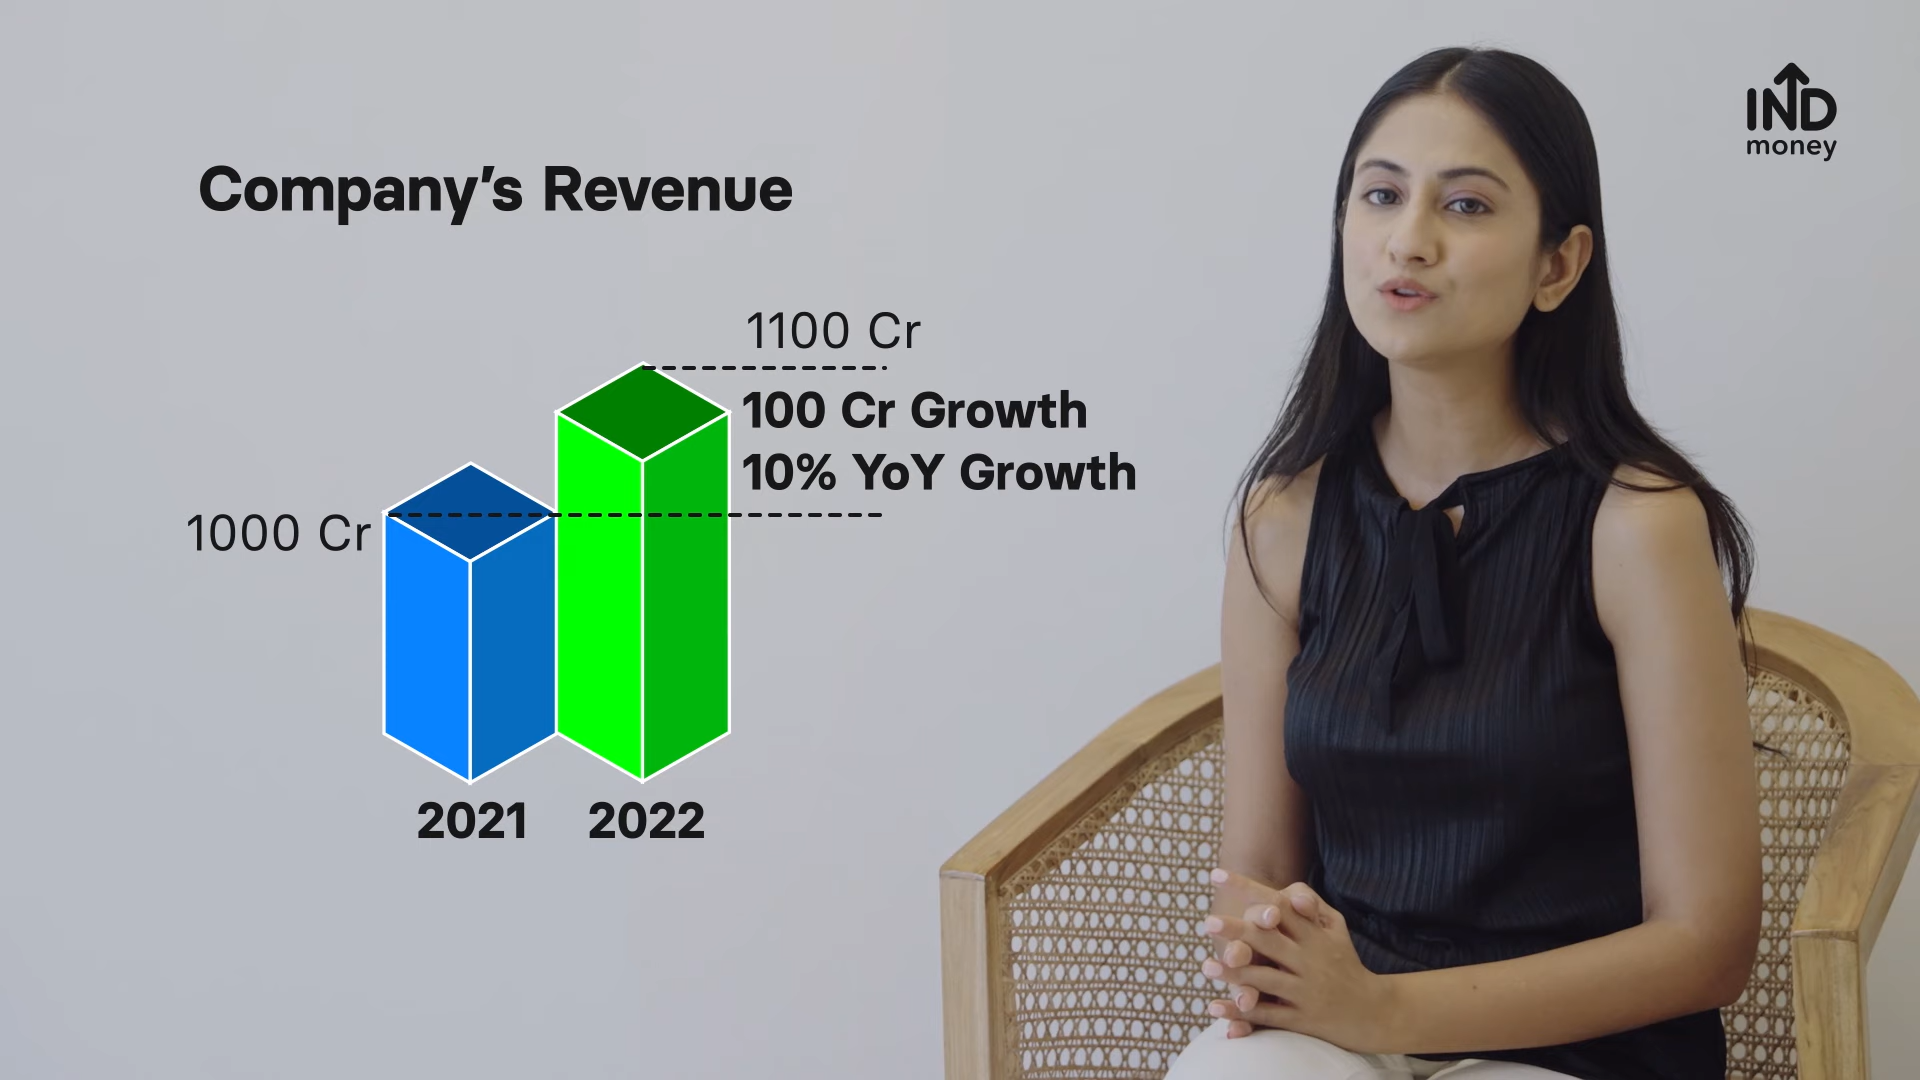 IND
money
Company’s Revenue
1100 Cr
100 Cr Growth
10% YoY Growth
1000 Cr
2021 2022